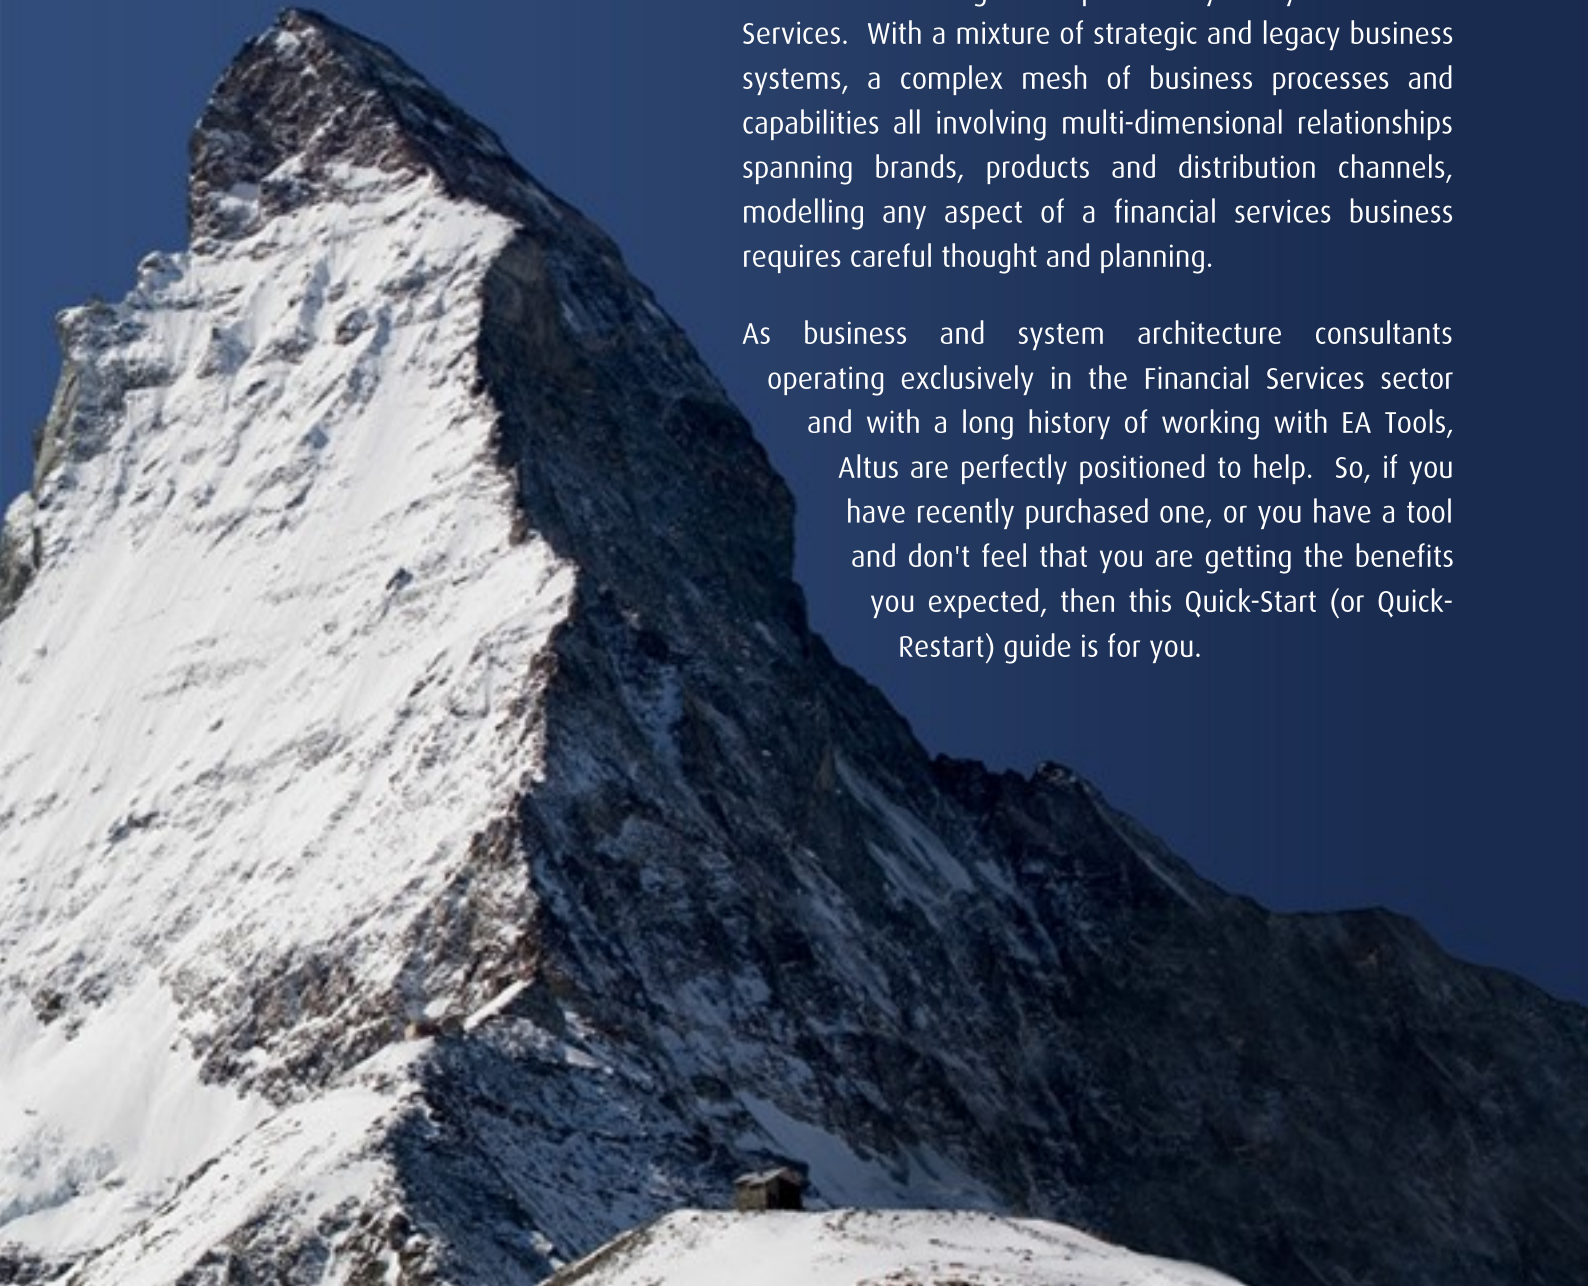 Services. With a mixture of strategic and legacy business
systems, a complex mesh of business processes and
capabilities all involving multi-dimensional relationships
spanning brands, products and distribution channels,
modelling any aspect of a financial services business
requires careful thought and planning.
As business and system architecture consultants
operating exclusively in the Financial Services sector
and with a long history of working with EA Tools,
Altus are perfectly positioned to help. So, if you
have recently purchased one, or you have a tool
and don't feel that you are getting the benefits
you expected, then this Quick-Start (or Quick-
Restart) guide is for you.